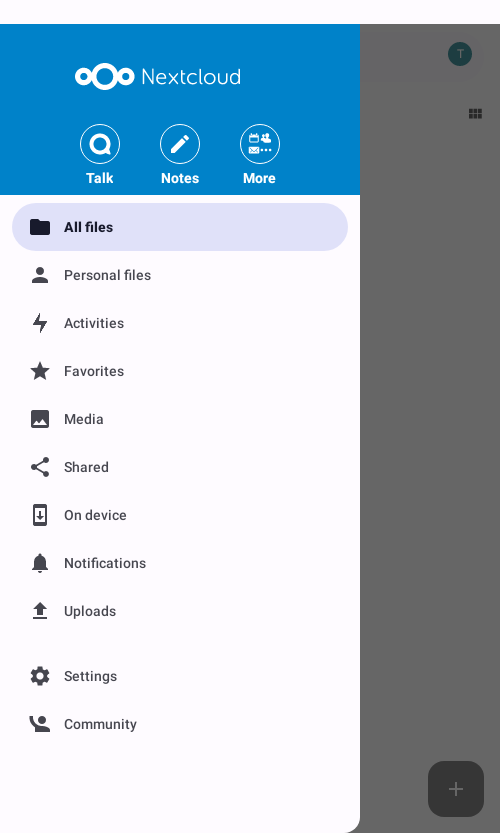 Nextcloud
T
Talk Notes More
All files
Personal files
Activities
Favorites
Media
Shared
On device
Notifications
Uploads
Settings
Community